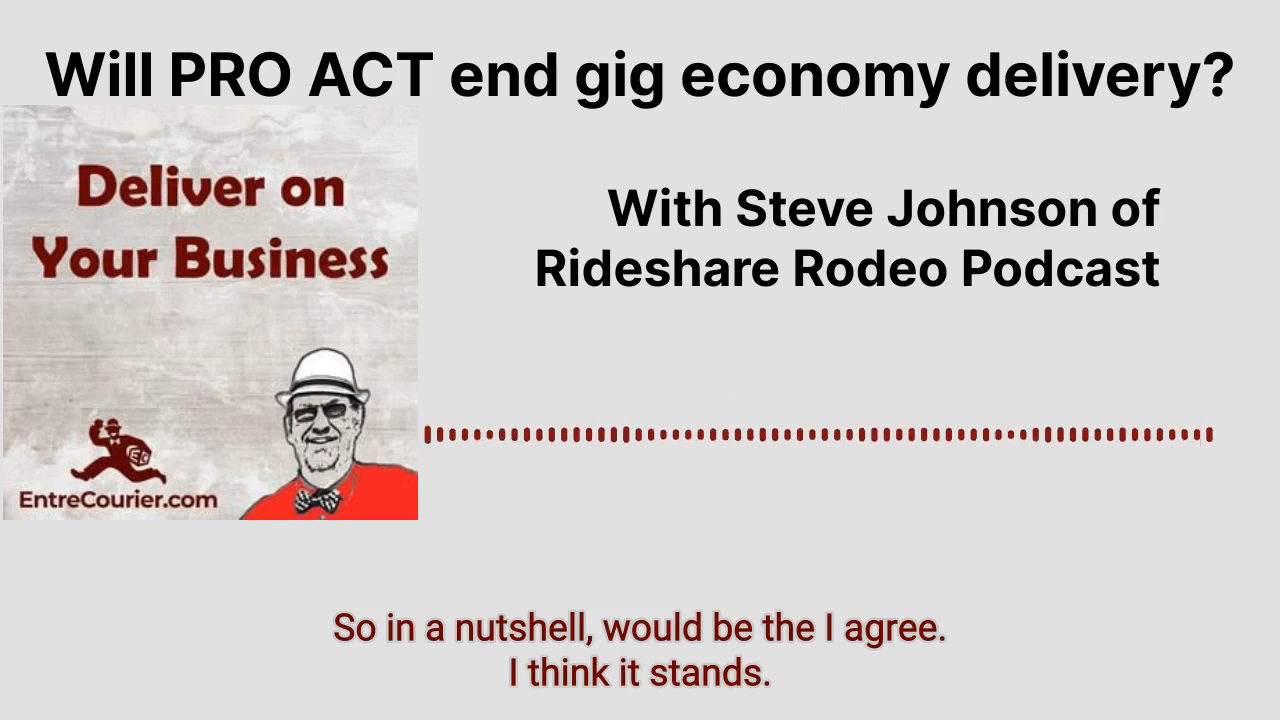 Will PRO ACT end gig economy delivery?
Deliver on
Your Business
With Steve Johnson of
Rideshare Rodeo Podcast
EC
EntreCourier.com
So in a nutshell, would be the I agree.
I think it stands.